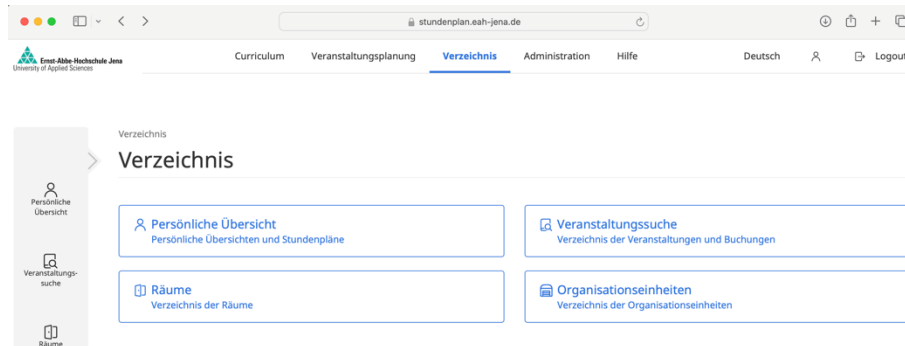 stundenplan.eah-jena.de
Ernst-Abbe-Hochschule Jena
University of Applied Sciences
Curriculum Veranstaltungsplanung Verzeichnis Administration Hilfe Deutsch Logout
Verzeichnis
Verzeichnis
Persönliche
Übersicht
Veranstaltungs-
suche
Räume
Persönliche Übersicht
Persönliche Übersichten und Stundenpläne
Veranstaltungssuche
Verzeichnis der Veranstaltungen und Buchungen
Räume
Verzeichnis der Räume
Organisationseinheiten
Verzeichnis der Organisationseinheiten